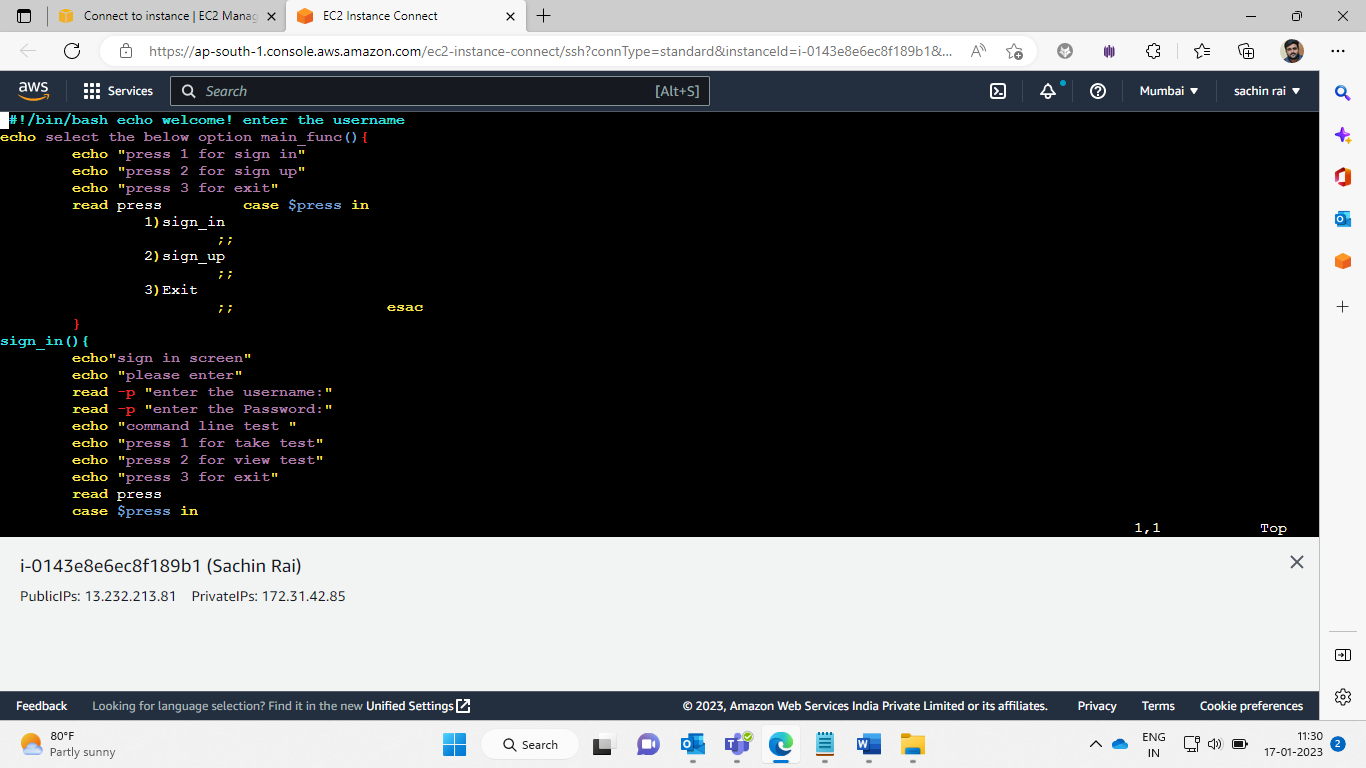 Connect to instance | EC2 Manag
EC2 Instance Connect
https://ap-south-1.console.aws.amazon.com/ec2-instance-connect/ssh?connType=standard&instanceId=i-0143e8e6ec8f189b1&...
aws
Services
Search
[Alt+S]
Mumbai
sachin rai
#!/bin/bash echo welcome! enter the username
echo select the below option main_func(){
echo "press 1 for sign in"
echo "press 2 for sign up"
echo "press 3 for exit"
read press case $press in
1)sign_in
;;
2)sign_up
;;
3)Exit
;; esac
}
sign_in(){
echo"sign in screen"
echo "please enter"
read -p "enter the username:"
read -p "enter the Password:"
echo "command line test "
echo "press 1 for take test"
echo "press 2 for view test"
echo "press 3 for exit"
read press
case $press in
1,1 Top
i-0143e8e6ec8f189b1 (Sachin Rai)
PublicIPs: 13.232.213.81 PrivateIPs: 172.31.42.85
Feedback
Looking for language selection? Find it in the new Unified Settings
© 2023, Amazon Web Services India Private Limited or its affiliates.
Privacy
Terms
Cookie preferences
80°F
Partly sunny
Search
ENG
IN
11:30
17-01-2023
2